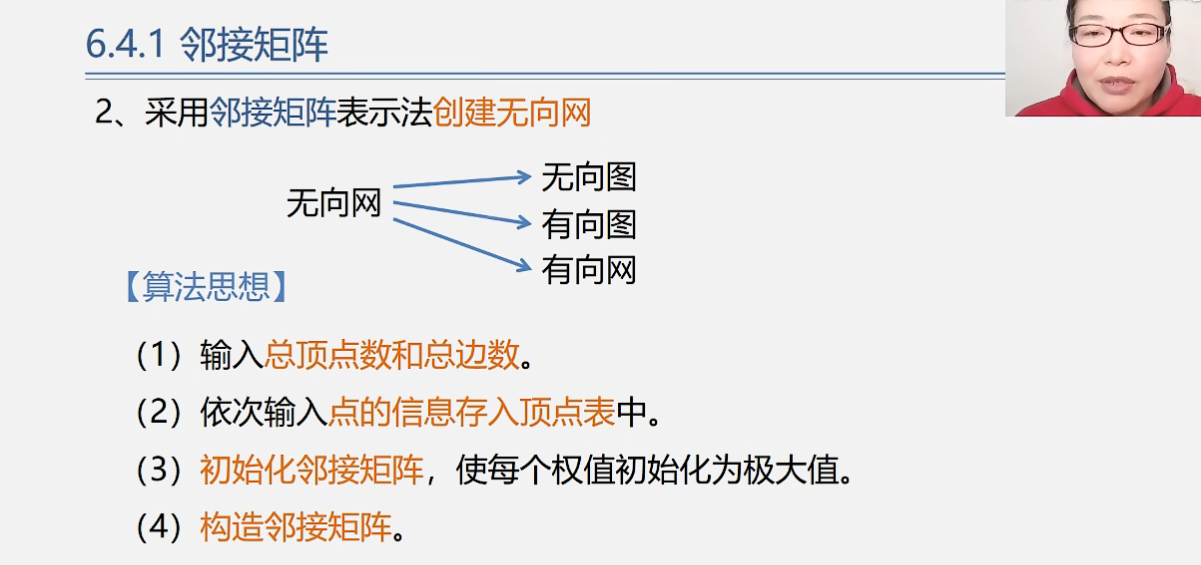 6.4.1 邻接矩阵
2、采用邻接矩阵表示法创建无向网
无向网
无向图
有向图
有向网
【算法思想】
（1）输入总顶点数和总边数。
（2）依次输入点的信息存入顶点表中。
（3）初始化邻接矩阵，使每个权值初始化为极大值。
（4）构造邻接矩阵。